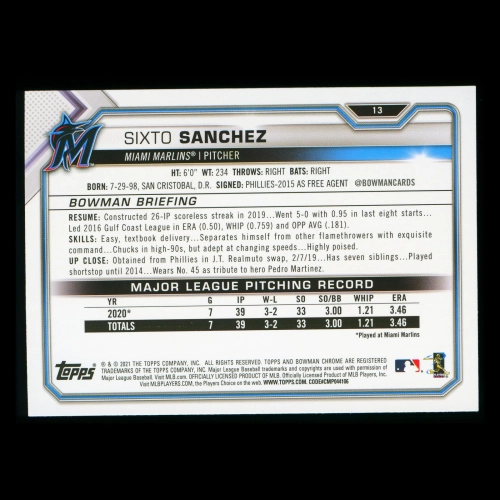 13
M
SIXTO SANCHEZ
MIAMI MARLINS® | PITCHER
HT: 6'0" WT: 234 THROWS: RIGHT BATS: RIGHT
BORN: 7-29-98, SAN CRISTOBAL, D.R. SIGNED: PHILLIES-2015 AS FREE AGENT @BOWMANCARDS
BOWMAN BRIEFING
RESUME: Constructed 26-IP scoreless streak in 2019...Went 5-0 with 0.95 in last eight starts...
Led 2016 Gulf Coast League in ERA (0.50), WHIP (0.759) and OPP AVG (.181).
SKILLS: Easy, textbook delivery...Separates himself from other flamethrowers with exquisite
command...Chucks in high-90s, but adept at changing speeds...Highly poised.
UP CLOSE: Obtained from Phillies in J.T. Realmuto swap, 2/7/19...Has seven siblings...Played
shortstop until 2014...Wears No. 45 as tribute to hero Pedro Martinez.
MAJOR LEAGUE PITCHING RECORD
YR G IP W-L SO SO/BB WHIP ERA
2020* 7 39 3-2 33 3.00 1.21 3.46
TOTALS 7 39 3-2 33 3.00 1.21 3.46
*Played at Miami Marlins
Topps
® & © 2021 THE TOPPS COMPANY, INC. ALL RIGHTS RESERVED. TOPPS AND BOWMAN CHROME ARE REGISTERED
TRADEMARKS OF THE TOPPS COMPANY, INC. Major League Baseball trademarks and copyrights are used with permission of
Major League Baseball. Visit MLB.com. OFFICIALLY LICENSED PRODUCT OF MLB Players, Inc.
Visit MLBPLAYERS.com, the Players Choice on the web. WWW.TOPPS.COM. CODE#CMP044106